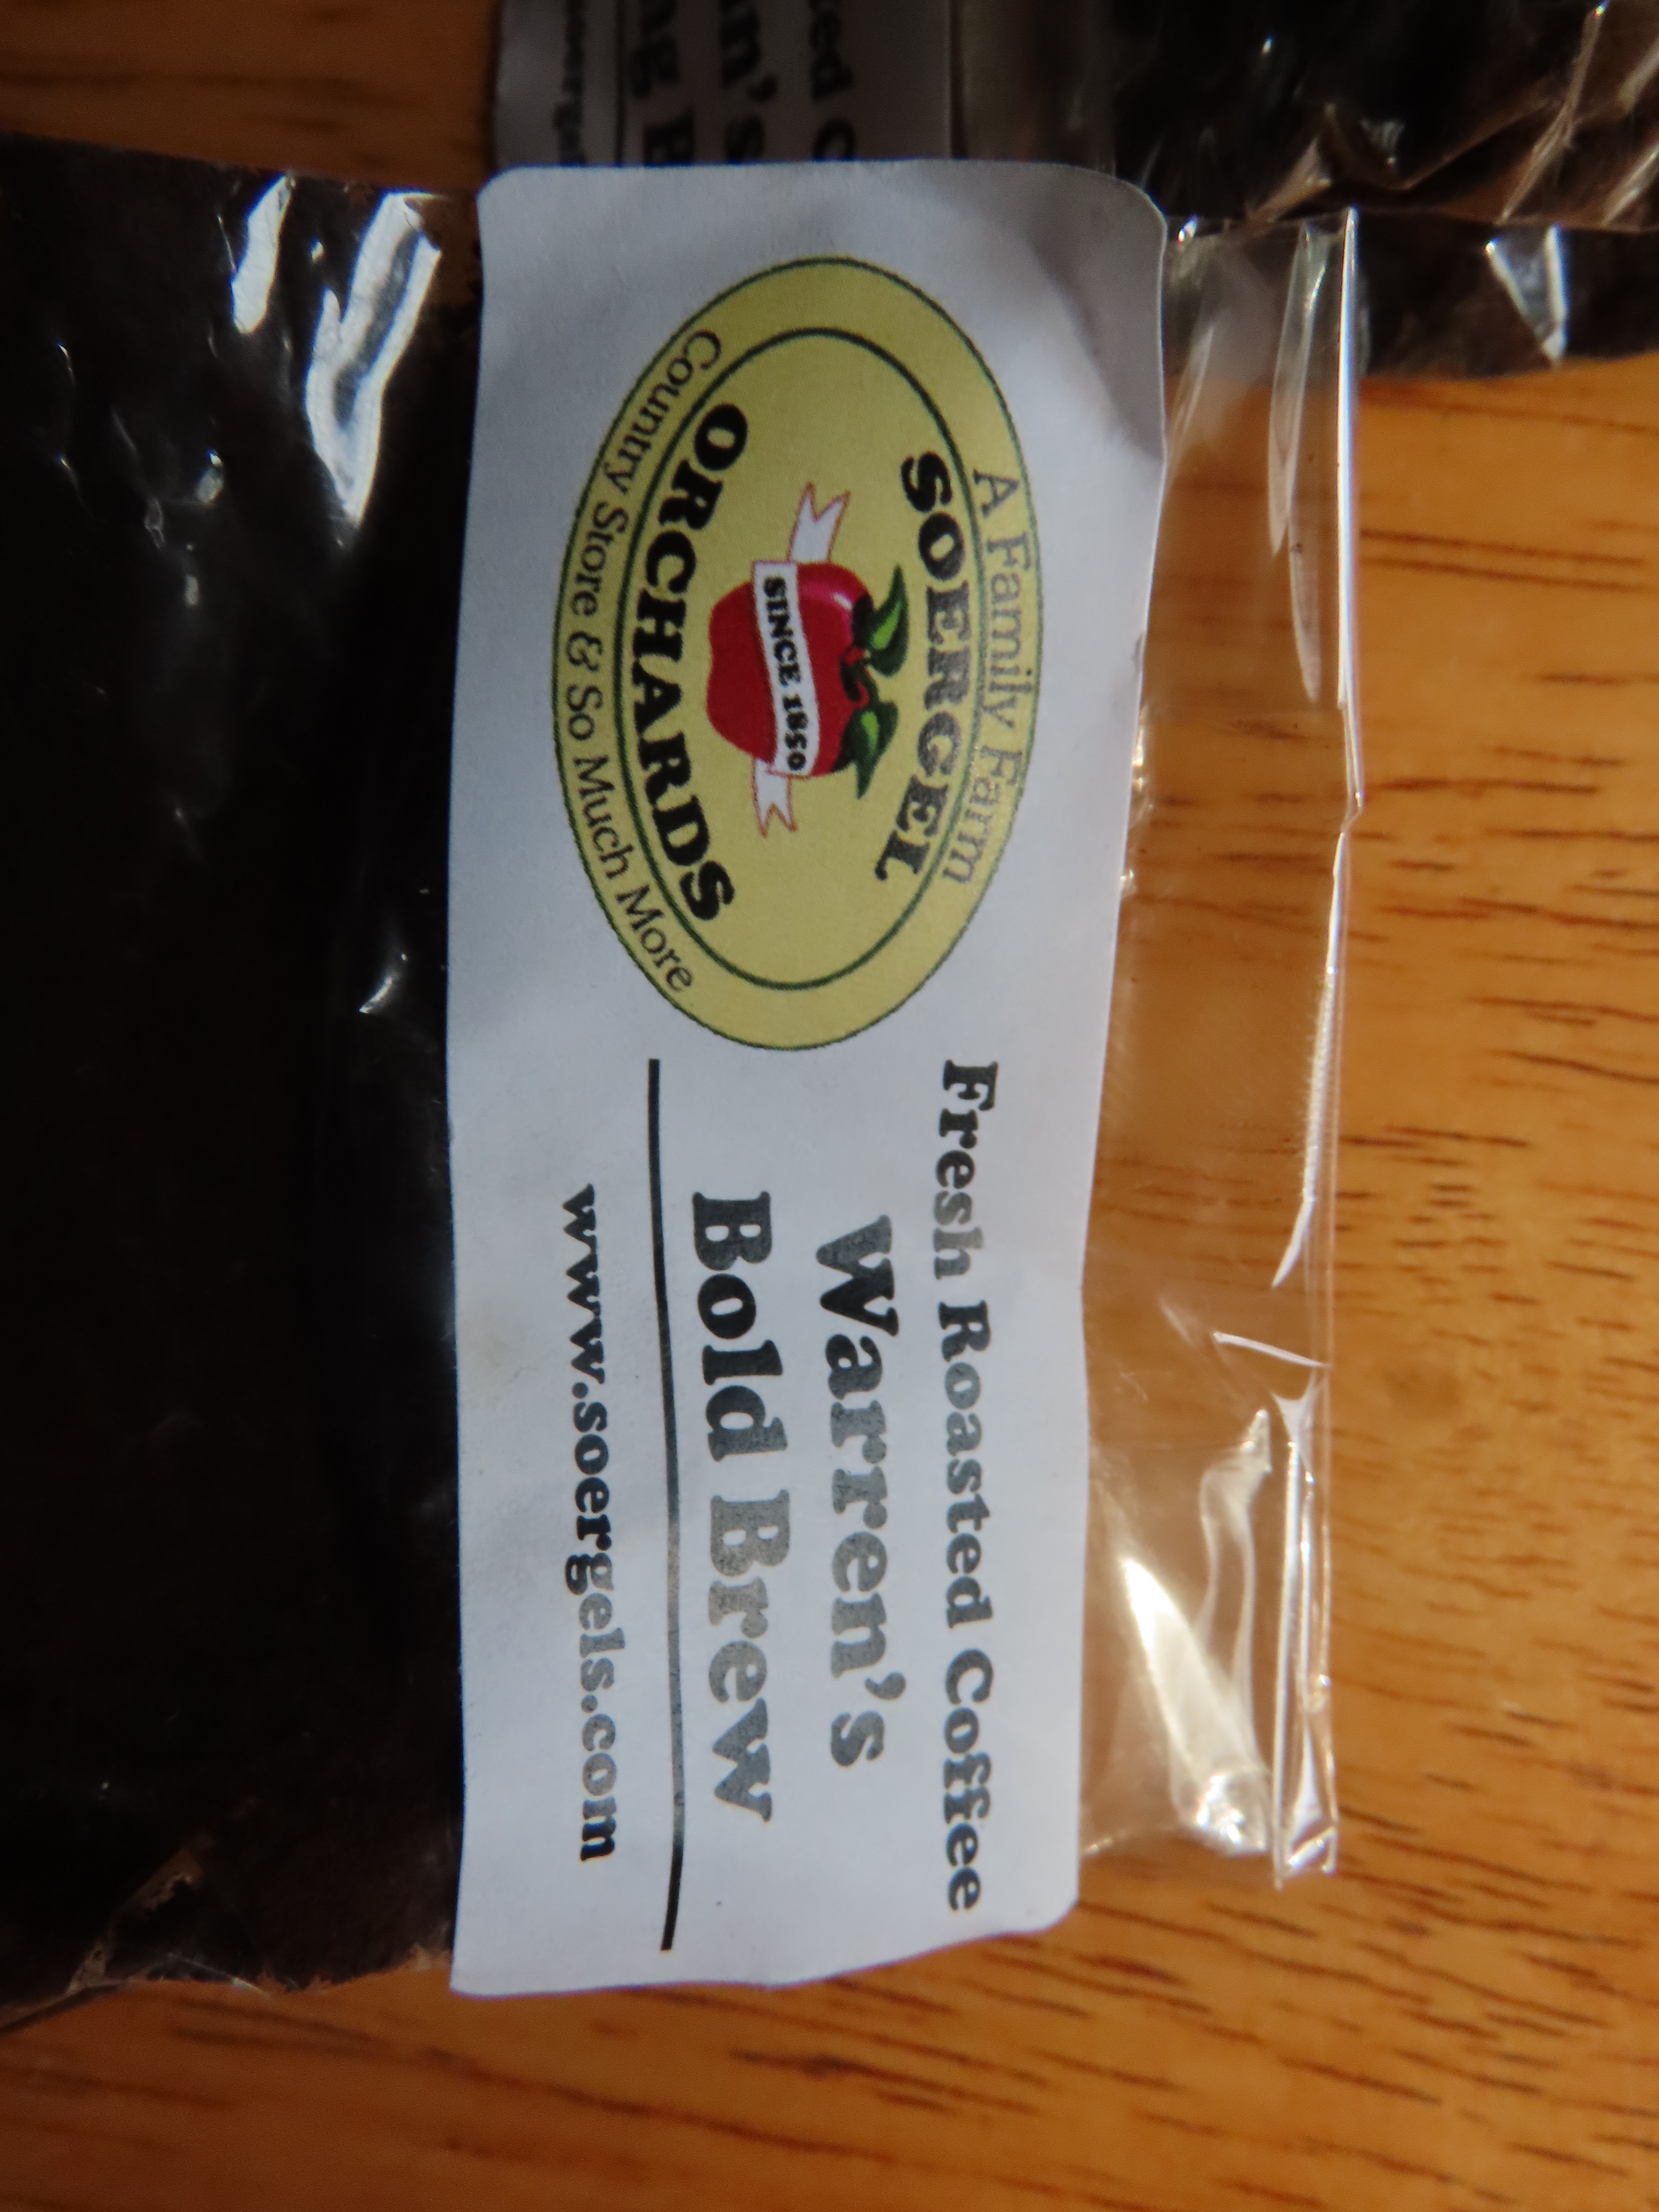 A Family Farm
SOERGEL
SINCE 1850
ORCHARDS
Country Store & So Much More
Fresh Roasted Coffee
Warren's
Bold Brew
www.soergels.com